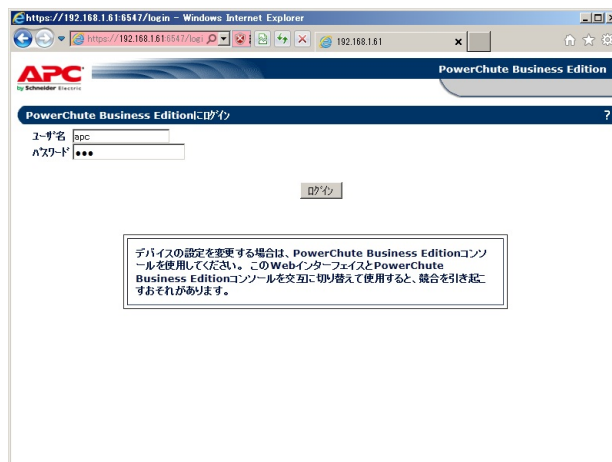 https://192.168.1.61:6547/login - Windows Internet Explorer
https://192.168.1.61:6547/logi
192.168.1.61
APC
by Schneider Electric
PowerChute Business Edition
PowerChute Business Editionにﾛｸﾞｲﾝ
?
ﾕｰｻﾞ名 apc
ﾊﾟｽﾜｰﾄﾞ ●●●
ﾛｸﾞｲﾝ
デバイスの設定を変更する場合は、PowerChute Business Editionコンソ
ールを使用してください。このWebインターフェイスとPowerChute
Business Editionコンソールを交互に切り替えて使用すると、競合を引き起こ
すおそれがあります。